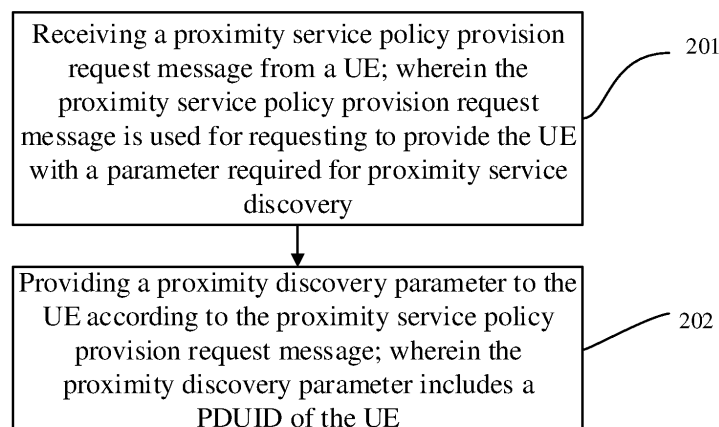 Receiving a proximity service policy provision
request message from a UE; wherein the
proximity service policy provision request
message is used for requesting to provide the UE
with a parameter required for proximity service
discovery
201
Providing a proximity discovery parameter to the
UE according to the proximity service policy
provision request message; wherein the
proximity discovery parameter includes a
PDUID of the UE
202